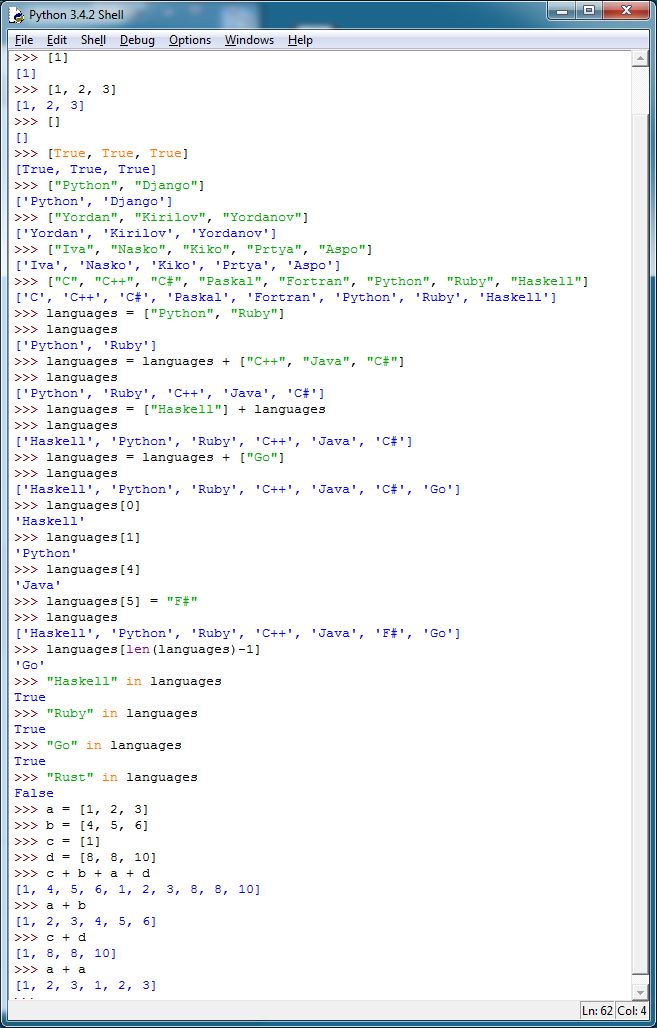 Python 3.4.2 Shell
File Edit Shell Debug Options Windows Help
>>> [1]
[1]
>>> [1, 2, 3]
[1, 2, 3]
>>> []
[]
>>> [True, True, True]
[True, True, True]
>>> ["Python", "Django"]
['Python', 'Django']
>>> ["Yordan", "Kirilov", "Yordanov"]
['Yordan', 'Kirilov', 'Yordanov']
>>> ["Iva", "Nasko", "Kiko", "Prtya", "Aspo"]
['Iva', 'Nasko', 'Kiko', 'Prtya', 'Aspo']
>>> ["C", "C++", "C#", "Paskal", "Fortran", "Python", "Ruby", "Haskell"]
['C', 'C++', 'C#', 'Paskal', 'Fortran', 'Python', 'Ruby', 'Haskell']
>>> languages = ["Python", "Ruby"]
>>> languages
['Python', 'Ruby']
>>> languages = languages + ["C++", "Java", "C#"]
>>> languages
['Python', 'Ruby', 'C++', 'Java', 'C#']
>>> languages = ["Haskell"] + languages
>>> languages
['Haskell', 'Python', 'Ruby', 'C++', 'Java', 'C#']
>>> languages = languages + ["Go"]
>>> languages
['Haskell', 'Python', 'Ruby', 'C++', 'Java', 'C#', 'Go']
>>> languages[0]
'Haskell'
>>> languages[1]
'Python'
>>> languages[4]
'Java'
>>> languages[5] = "F#"
>>> languages
['Haskell', 'Python', 'Ruby', 'C++', 'Java', 'F#', 'Go']
>>> languages[len(languages)-1]
'Go'
>>> "Haskell" in languages
True
>>> "Ruby" in languages
True
>>> "Go" in languages
True
>>> "Rust" in languages
False
>>> a = [1, 2, 3]
>>> b = [4, 5, 6]
>>> c = [1]
>>> d = [8, 8, 10]
>>> c + b + a + d
[1, 4, 5, 6, 1, 2, 3, 8, 8, 10]
>>> a + b
[1, 2, 3, 4, 5, 6]
>>> c + d
[1, 8, 8, 10]
>>> a + a
[1, 2, 3, 1, 2, 3]
Ln: 62 Col: 4